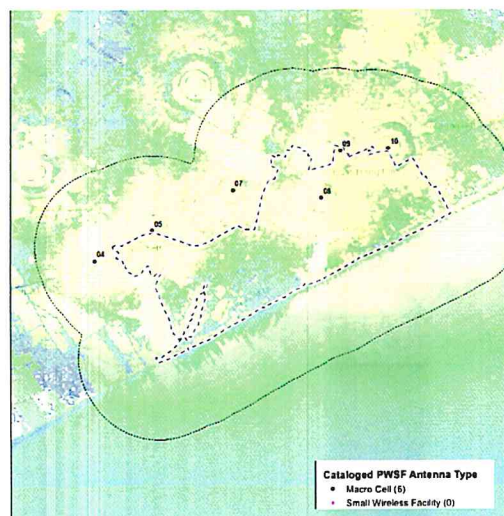 09
10
07
08
05
04
Cataloged PWSF Antenna Type
Macro Cell (6)
Small Wireless Facility (0)